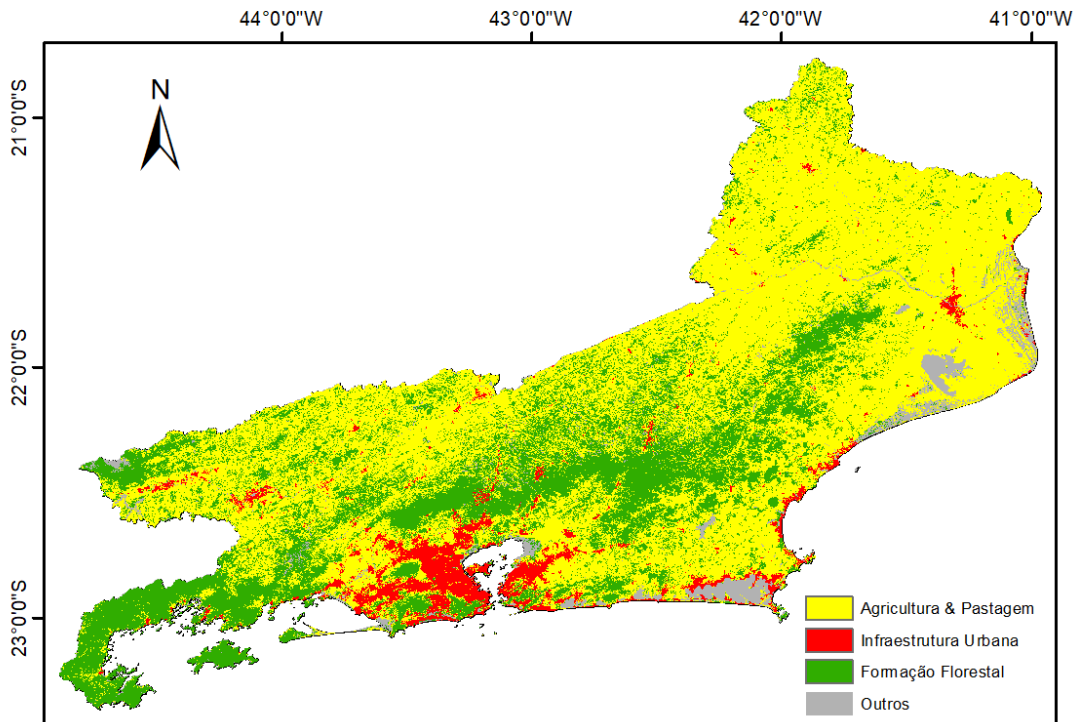 44°0'0"W 43°0'0"W 42°0'0"W 41°0'0"W
N
21°0'0"S
22°0'0"S
23°0'0"S
Agricultura & Pastagem
Infraestrutura Urbana
Formação Florestal
Outros